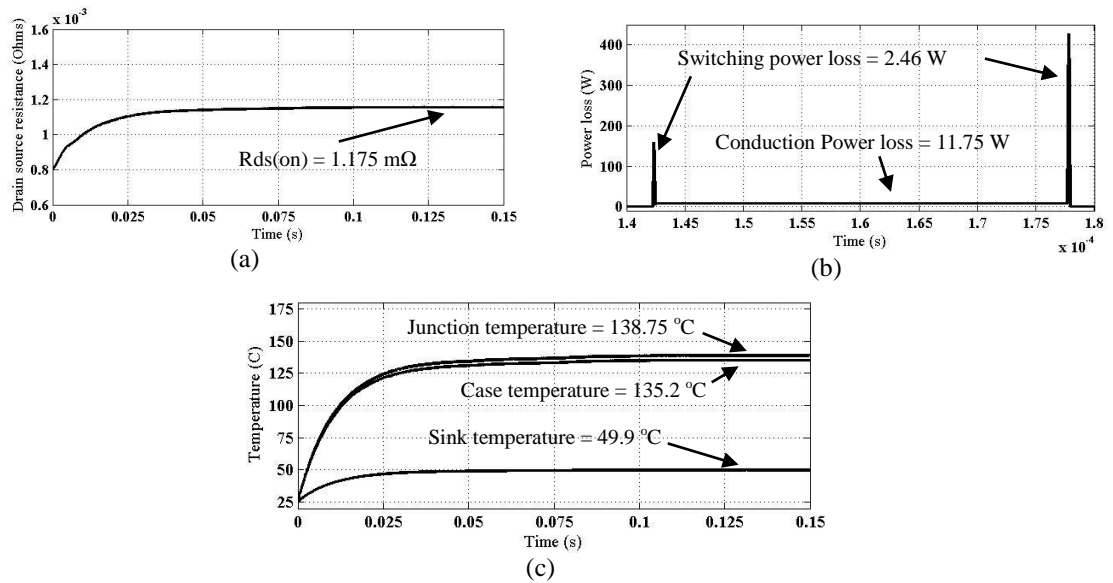 x 10⁻³
Drain source resistance (Ohms)
1.6
1.4
1.2
1
0.8
0.6
Rds(on) = 1.175 mΩ
0
0.025
0.05
0.075
0.1
0.125
0.15
Time (s)
(a)
Power loss (W)
400
300
200
100
0
Switching power loss = 2.46 W
Conduction Power loss = 11.75 W
1.4
1.45
1.5
1.55
1.6
1.65
1.7
1.75
1.8
Time (s)
x 10⁻⁴
(b)
Temperature (C)
175
150
125
100
75
50
25
Junction temperature = 138.75 °C
Case temperature = 135.2 °C
Sink temperature = 49.9 °C
0
0.025
0.05
0.075
0.1
0.125
0.15
Time (s)
(c)